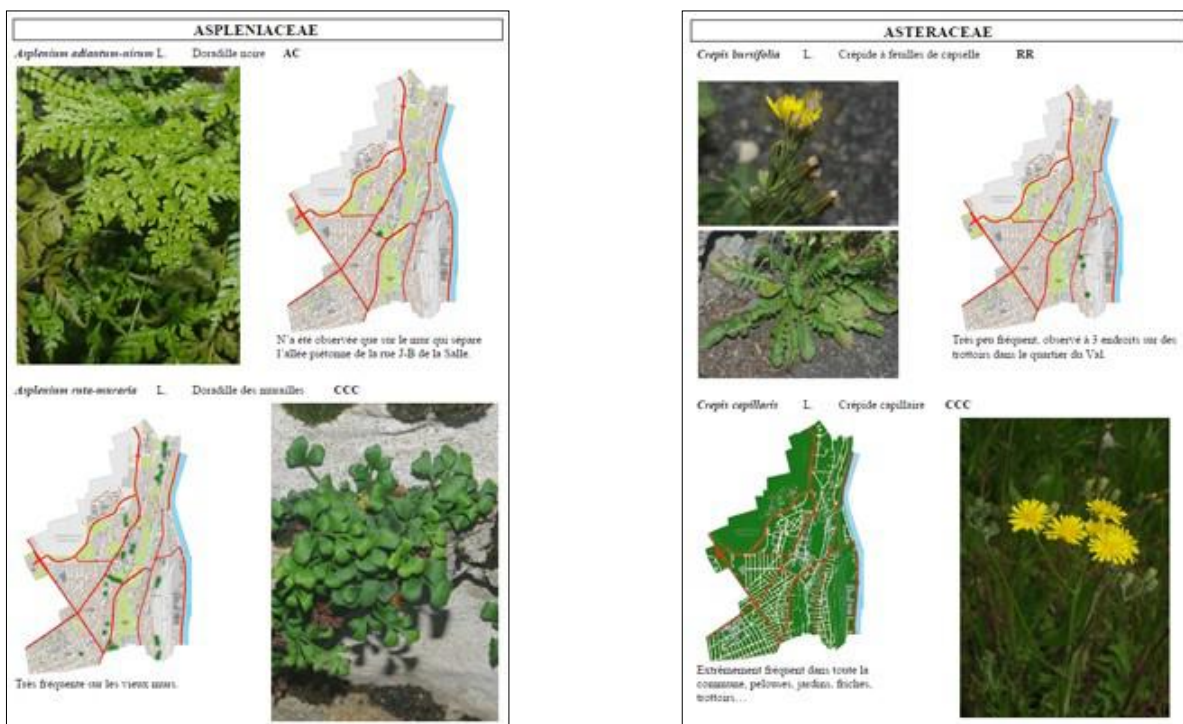 ASPLENIACEAE
Asplenium adiantum-nirum L. Doradille noire AC
N'a été observée que sur le mur qui sépare
l'allée piétonne de la rue J-B de la Salle.
Asplenium ruta-muraria L. Doradille des murailles CCC
Très fréquente sur les vieux murs.
ASTERACEAE
Crepis bursifolia L. Crépide à feuilles de capselle RR
Très peu fréquent, observé à 3 endroits sur des
trottoirs dans le quartier du Val.
Crepis capillaris L. Crépide capillaire CCC
Extrêmement fréquent dans toute la
commune, pelouses, jardins, friches,
trottoirs…